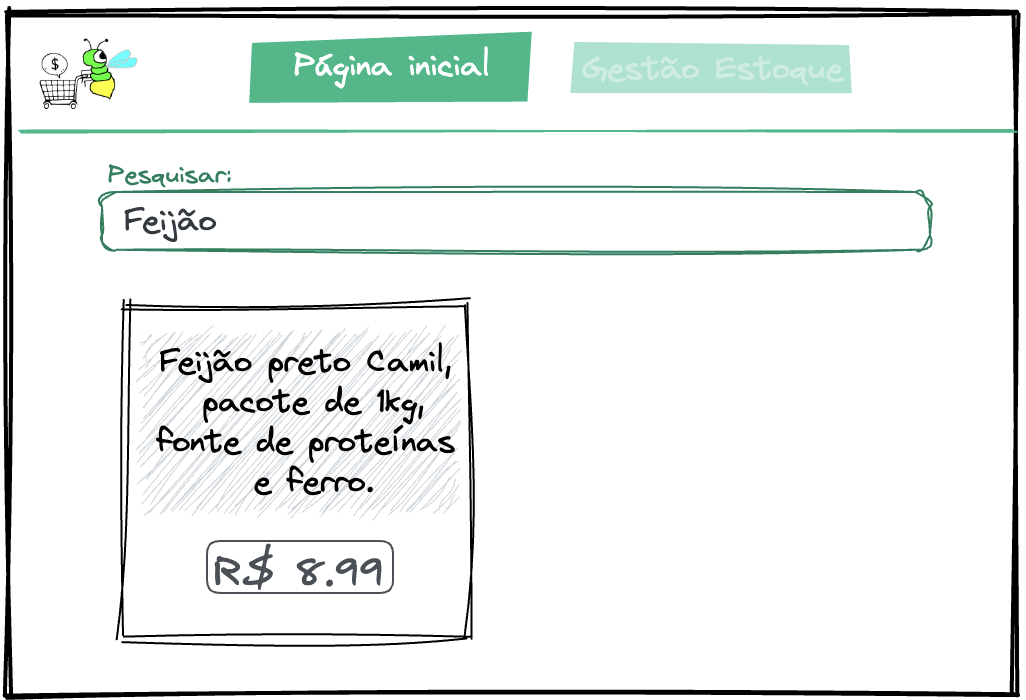 $
Página inicial
Gestão Estoque
Pesquisar:
Feijão
Feijão preto Camil,
pacote de 1kg,
fonte de proteínas
e ferro.
R$ 8.99